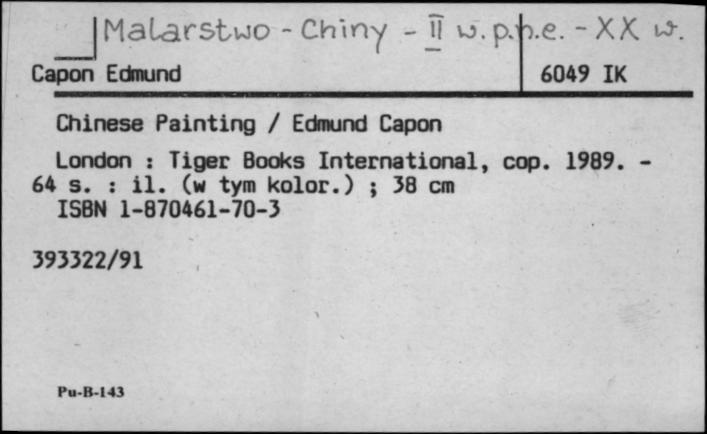 Malarstwo - Chiny - II w. p.n.e. - XX w.
Capon Edmund 6049 IK
Chinese Painting / Edmund Capon
London : Tiger Books International, cop. 1989. -
64 s. : il. (w tym kolor.) ; 38 cm
ISBN 1-870461-70-3
393322/91
Pu-B-143